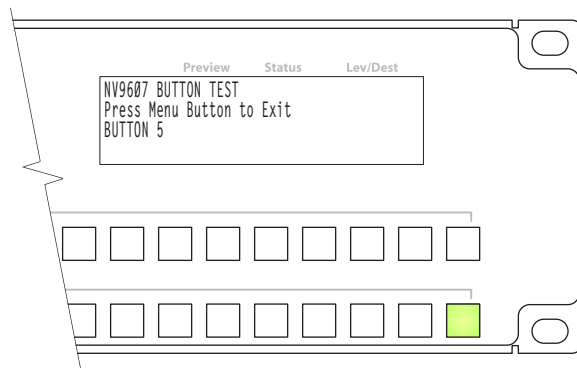 Preview Status Lev/Dest
NV9607 BUTTON TEST
Press Menu Button to Exit
BUTTON 5